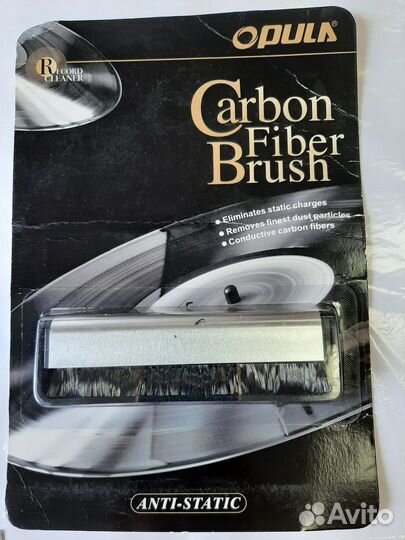 OPULA®
RECORD
CLEANER
Carbon
Fiber
Brush
• Eliminates static charges
• Removes finest dust particles
• Conductive carbon fibers
ANTI-STATIC
Avito